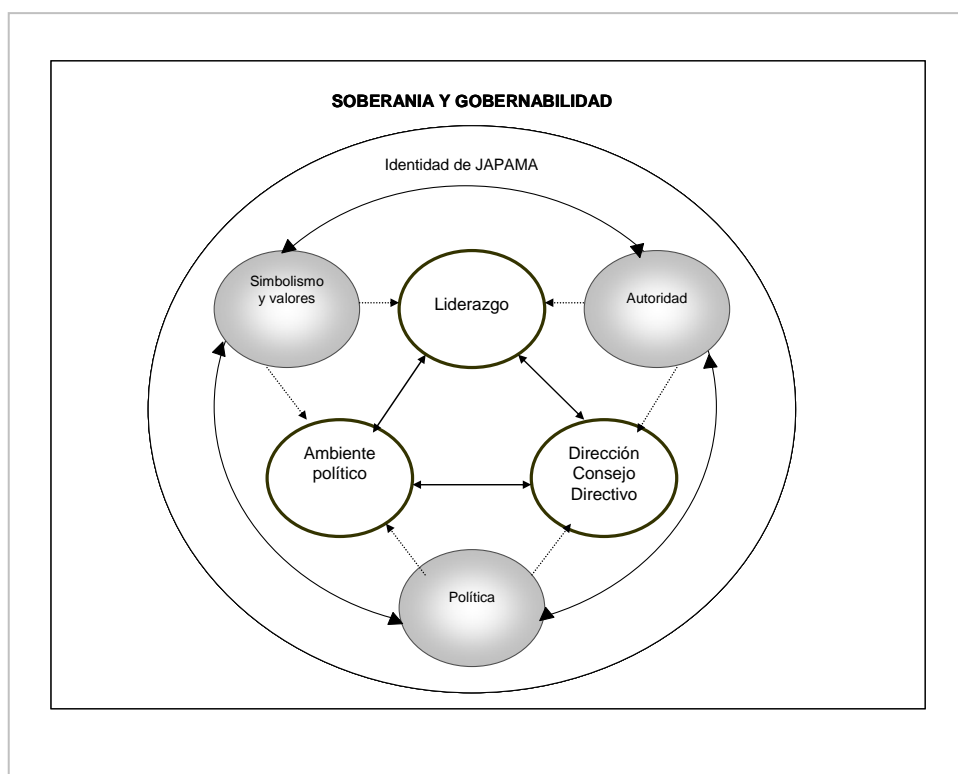 SOBERANIA Y GOBERNABILIDAD
Identidad de JAPAMA
Simbolismo
y valores
Liderazgo
Autoridad
Ambiente
político
Dirección
Consejo
Directivo
Política